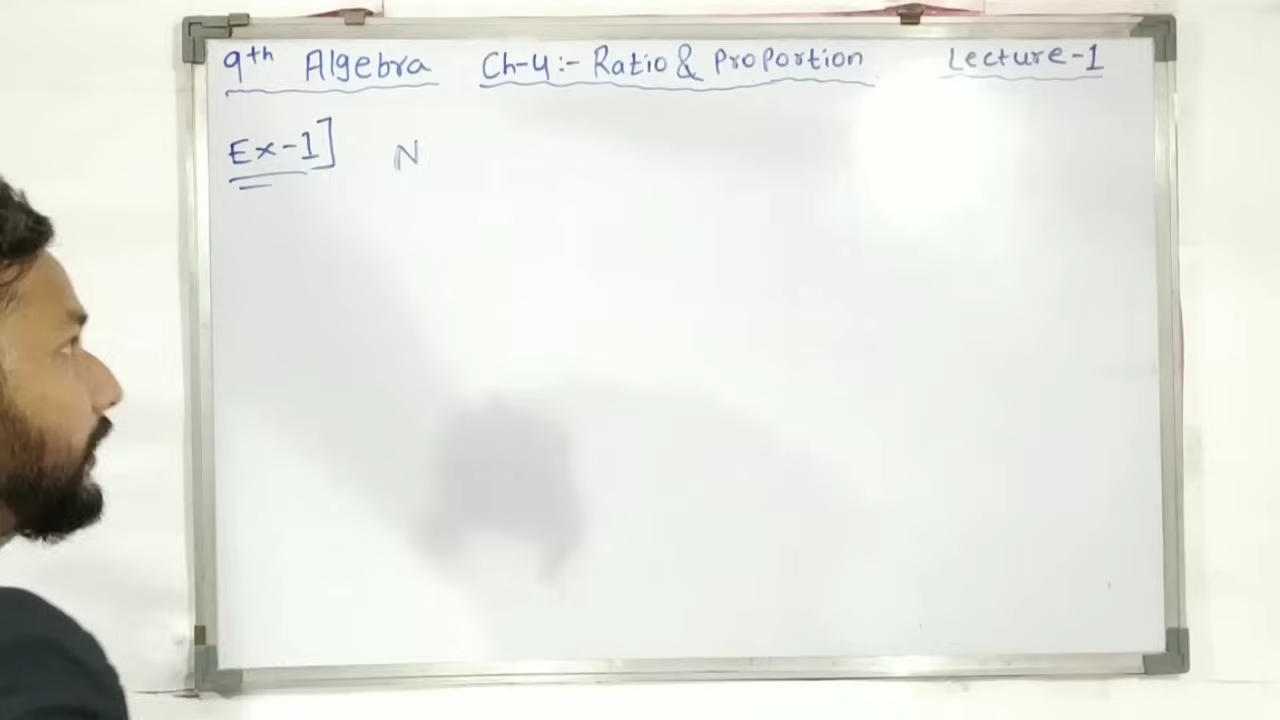 9th Algebra Ch-4:- Ratio & Proportion Lecture-1
Ex-1] N